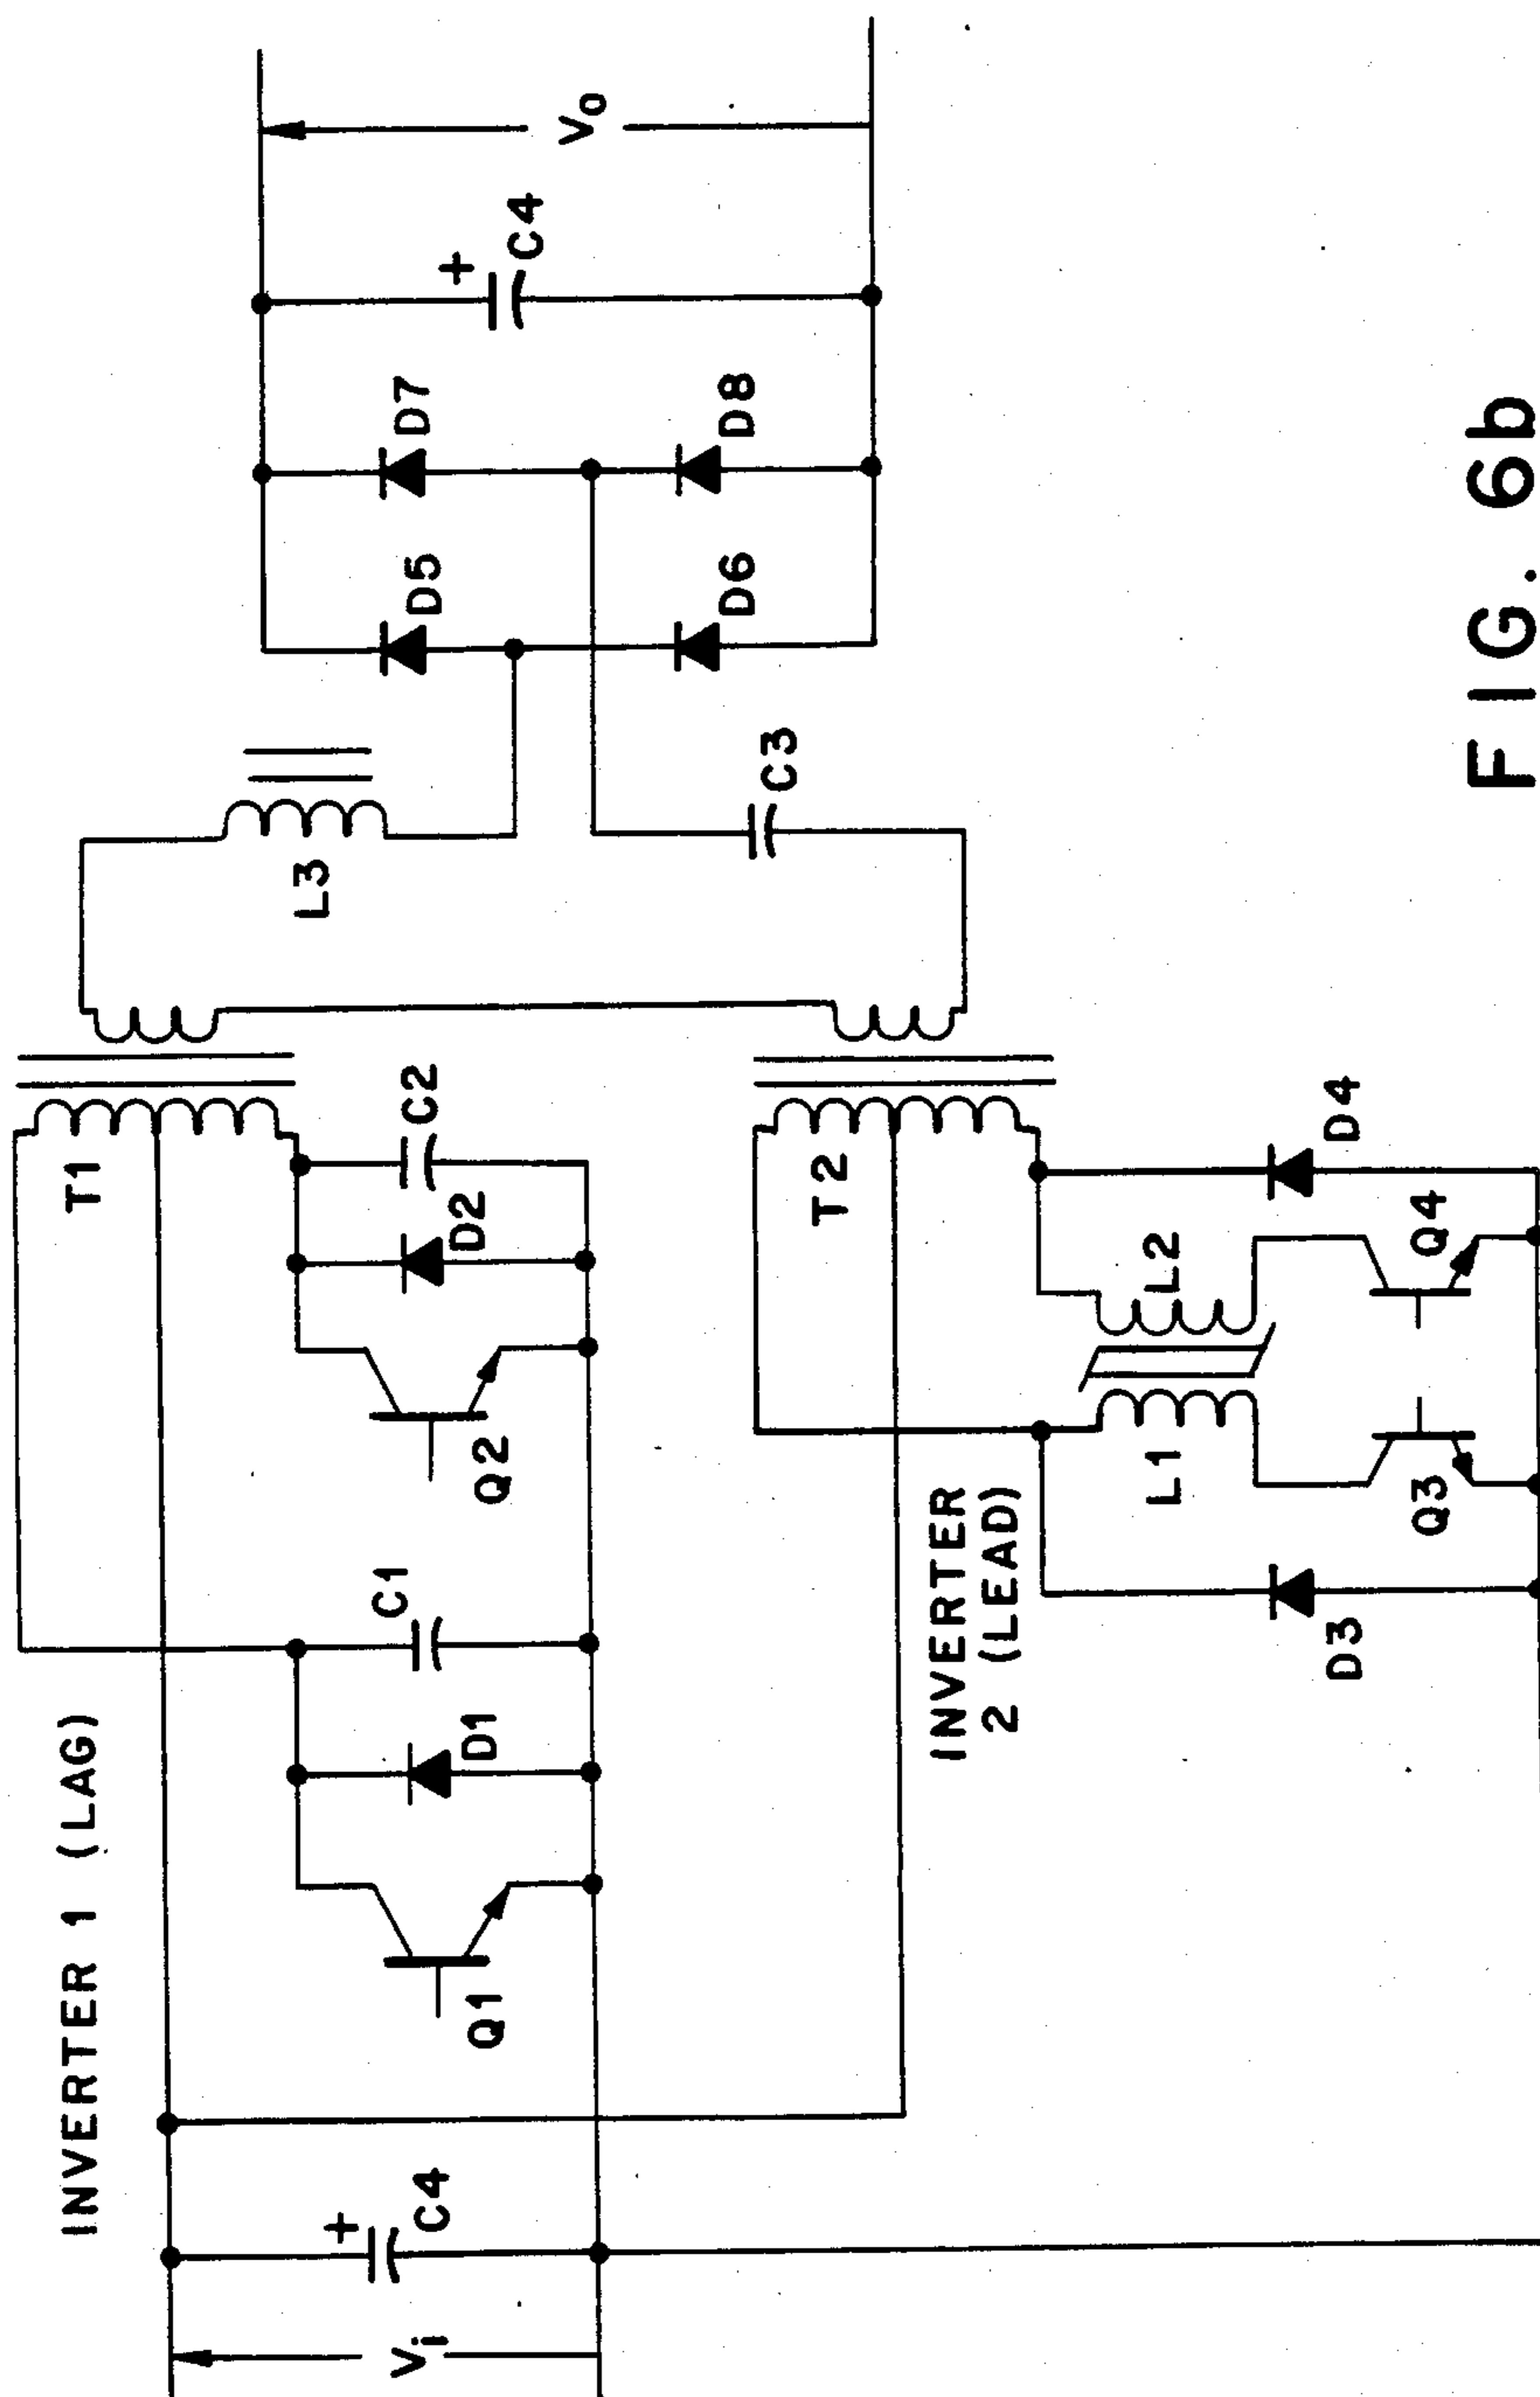 INVERTER 1 (LAG)
T1
L3
Vi
+
C4
Q1
D1
C1
Q2
D2
C2
D5
D7
+
C4
Vo
D6
D8
C3
INVERTER
2 (LEAD)
T2
D3
L1
Q3
L2
Q4
D4
FIG. 6b